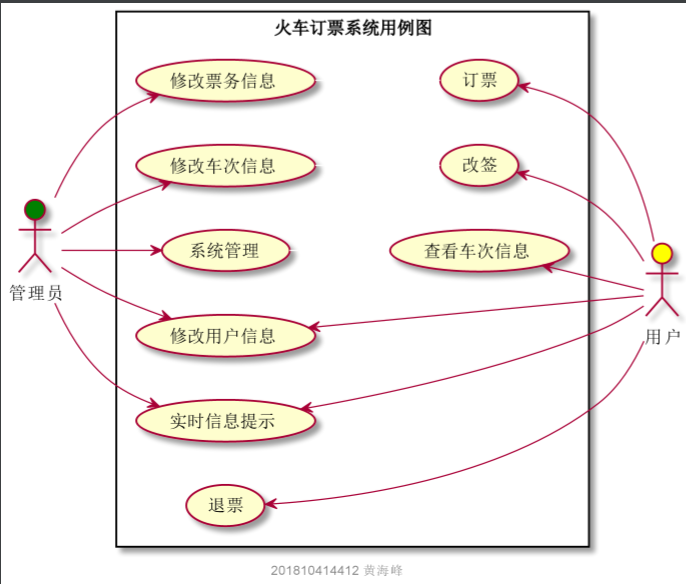 火车订票系统用例图
修改票务信息
订票
修改车次信息
改签
系统管理
查看车次信息
管理员
修改用户信息
用户
实时信息提示
退票
201810414412 黄海峰